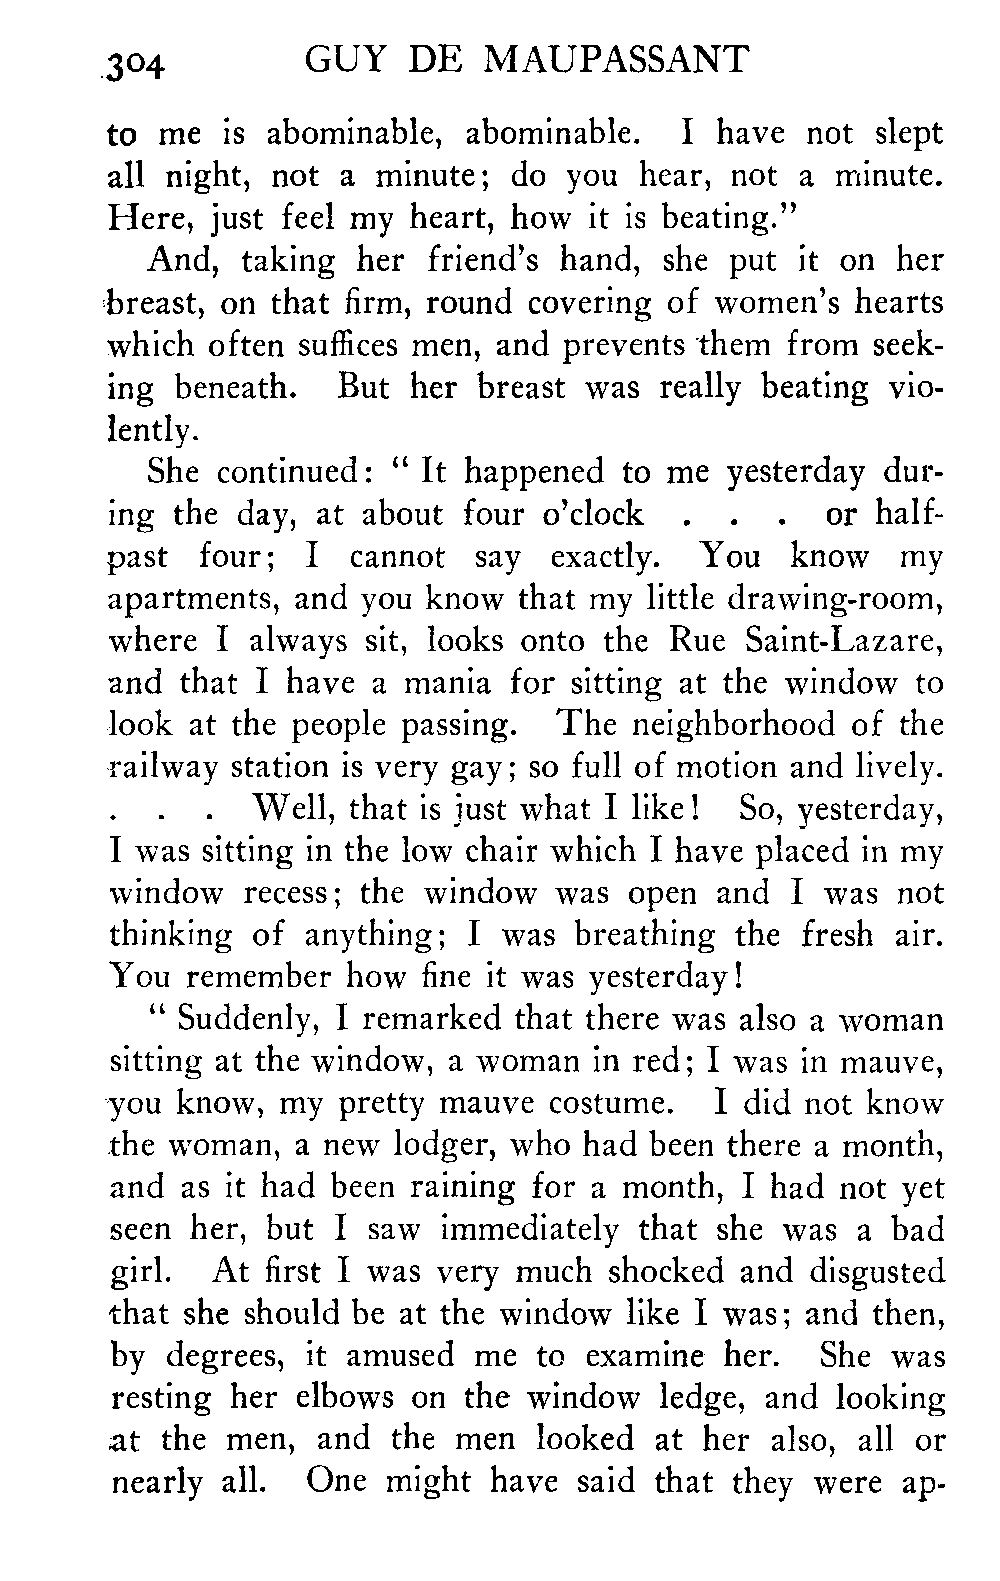 304 GUY DE MAUPASSANT
to me is abominable, abominable. I have not slept
all night, not a minute; do you hear, not a minute.
Here, just feel my heart, how it is beating."
And, taking her friend's hand, she put it on her
breast, on that firm, round covering of women's hearts
which often suffices men, and prevents them from seek-
ing beneath. But her breast was really beating vio-
lently.
She continued: " It happened to me yesterday dur-
ing the day, at about four o'clock . . . or half-
past four; I cannot say exactly. You know my
apartments, and you know that my little drawing-room,
where I always sit, looks onto the Rue Saint-Lazare,
and that I have a mania for sitting at the window to
look at the people passing. The neighborhood of the
railway station is very gay; so full of motion and lively.
. . . Well, that is just what I like! So, yesterday,
I was sitting in the low chair which I have placed in my
window recess; the window was open and I was not
thinking of anything; I was breathing the fresh air.
You remember how fine it was yesterday!
" Suddenly, I remarked that there was also a woman
sitting at the window, a woman in red; I was in mauve,
you know, my pretty mauve costume. I did not know
the woman, a new lodger, who had been there a month,
and as it had been raining for a month, I had not yet
seen her, but I saw immediately that she was a bad
girl. At first I was very much shocked and disgusted
that she should be at the window like I was; and then,
by degrees, it amused me to examine her. She was
resting her elbows on the window ledge, and looking
at the men, and the men looked at her also, all or
nearly all. One might have said that they were ap-